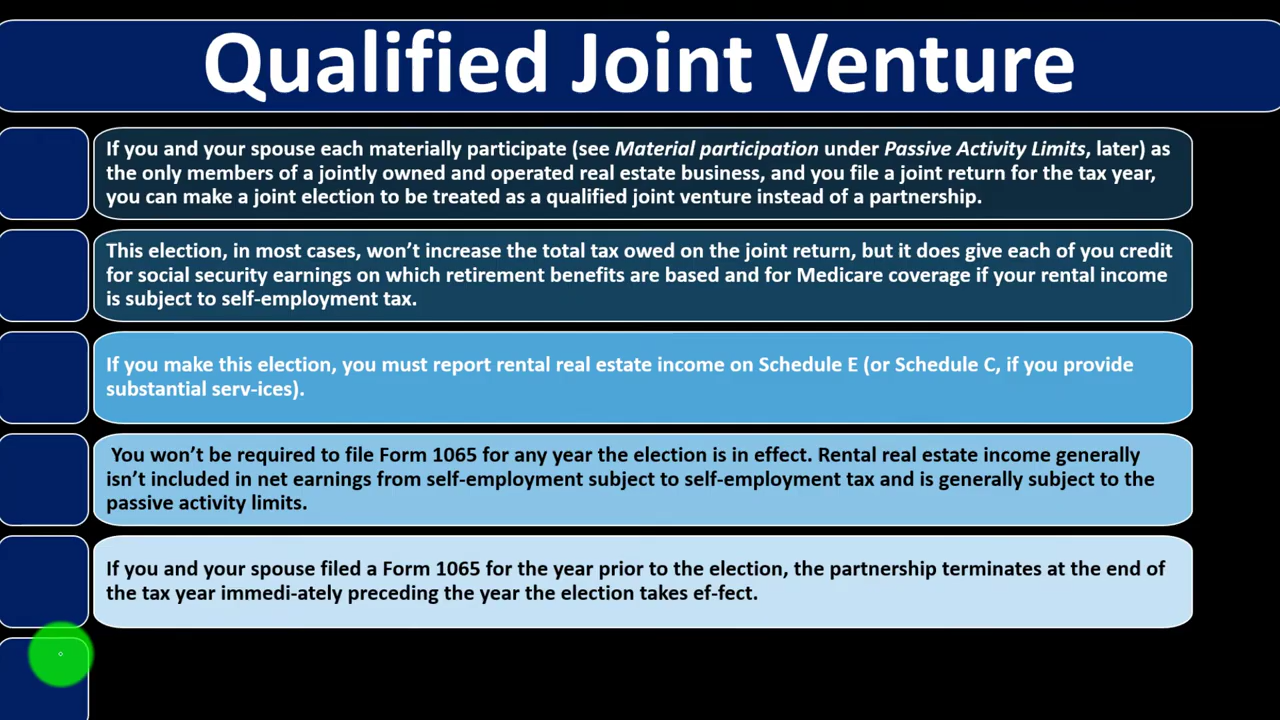 Qualified Joint Venture
If you and your spouse each materially participate (see Material participation under Passive Activity Limits, later) as
the only members of a jointly owned and operated real estate business, and you file a joint return for the tax year,
you can make a joint election to be treated as a qualified joint venture instead of a partnership.
This election, in most cases, won’t increase the total tax owed on the joint return, but it does give each of you credit
for social security earnings on which retirement benefits are based and for Medicare coverage if your rental income
is subject to self-employment tax.
If you make this election, you must report rental real estate income on Schedule E (or Schedule C, if you provide
substantial serv-ices).
You won’t be required to file Form 1065 for any year the election is in effect. Rental real estate income generally
isn’t included in net earnings from self-employment subject to self-employment tax and is generally subject to the
passive activity limits.
If you and your spouse filed a Form 1065 for the year prior to the election, the partnership terminates at the end of
the tax year immedi-ately preceding the year the election takes ef-fect.